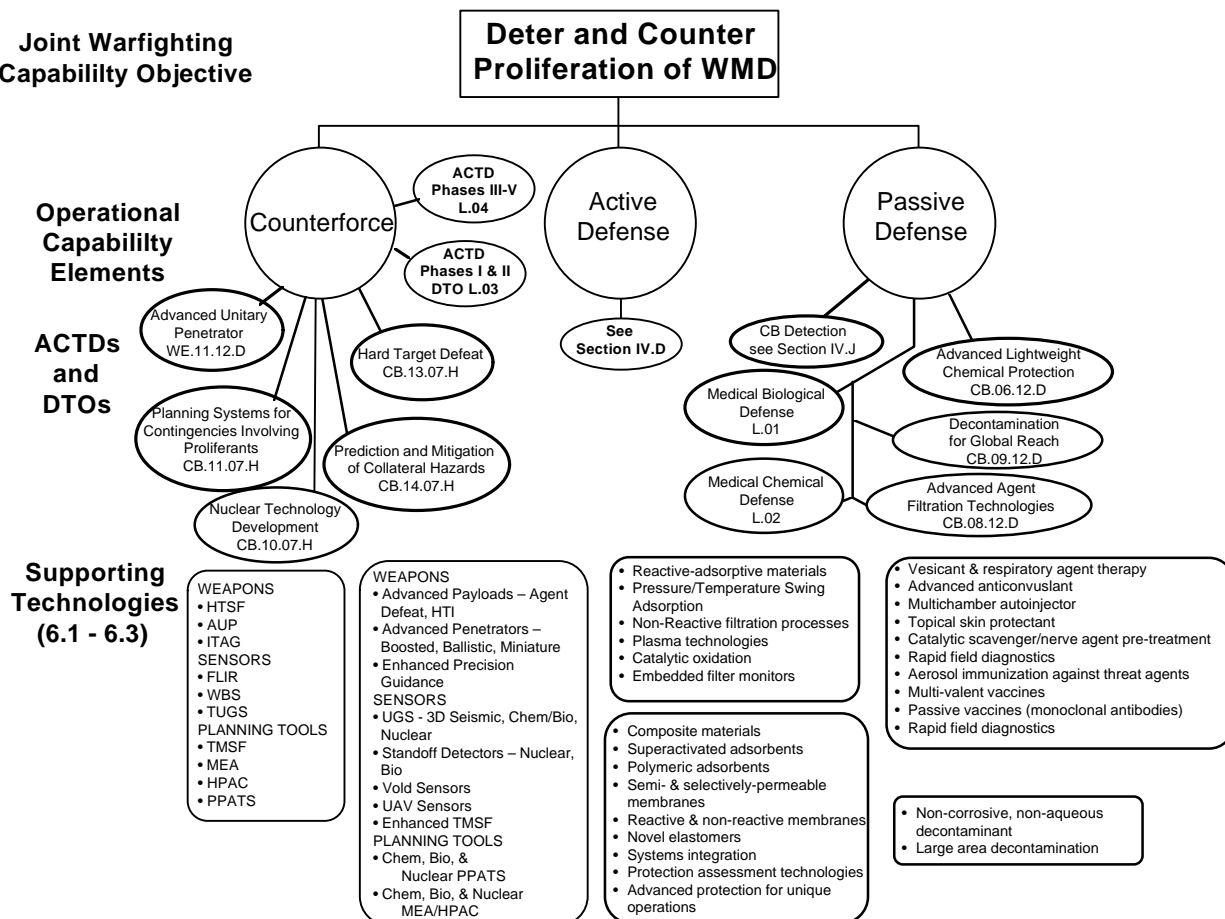 Joint Warfighting
Capabililty Objective
Deter and Counter
Proliferation of WMD
Operational
Capabililty
Elements
Counterforce
ACTD
Phases III-V
L.04
ACTD
Phases I & II
DTO L.03
Active
Defense
Passive
Defense
ACTDs
and
DTOs
Advanced Unitary
Penetrator
WE.11.12.D
Hard Target Defeat
CB.13.07.H
Planning Systems for
Contingencies Involving
Proliferants
CB.11.07.H
Prediction and Mitigation
of Collateral Hazards
CB.14.07.H
Nuclear Technology
Development
CB.10.07.H
See
Section IV.D
CB Detection
see Section IV.J
Advanced Lightweight
Chemical Protection
CB.06.12.D
Medical Biological
Defense
L.01
Decontamination
for Global Reach
CB.09.12.D
Medical Chemical
Defense
L.02
Advanced Agent
Filtration Technologies
CB.08.12.D
Supporting
Technologies
(6.1 - 6.3)
WEAPONS
• HTSF
• AUP
• ITAG
SENSORS
• FLIR
• WBS
• TUGS
PLANNING TOOLS
• TMSF
• MEA
• HPAC
• PPATS
WEAPONS
• Advanced Payloads – Agent
Defeat, HTI
• Advanced Penetrators –
Boosted, Ballistic, Miniature
• Enhanced Precision
Guidance
SENSORS
• UGS - 3D Seismic, Chem/Bio,
Nuclear
• Standoff Detectors – Nuclear,
Bio
• Vold Sensors
• UAV Sensors
• Enhanced TMSF
PLANNING TOOLS
• Chem, Bio, &
Nuclear PPATS
• Chem, Bio, & Nuclear
MEA/HPAC
• Reactive-adsorptive materials
• Pressure/Temperature Swing
Adsorption
• Non-Reactive filtration processes
• Plasma technologies
• Catalytic oxidation
• Embedded filter monitors
• Composite materials
• Superactivated adsorbents
• Polymeric adsorbents
• Semi- & selectively-permeable
membranes
• Reactive & non-reactive membranes
• Novel elastomers
• Systems integration
• Protection assessment technologies
• Advanced protection for unique
operations
• Vesicant & respiratory agent therapy
• Advanced anticonvuslant
• Multichamber autoinjector
• Topical skin protectant
• Catalytic scavenger/nerve agent pre-treatment
• Rapid field diagnostics
• Aerosol immunization against threat agents
• Multi-valent vaccines
• Passive vaccines (monoclonal antibodies)
• Rapid field diagnostics
• Non-corrosive, non-aqueous
decontaminant
• Large area decontamination